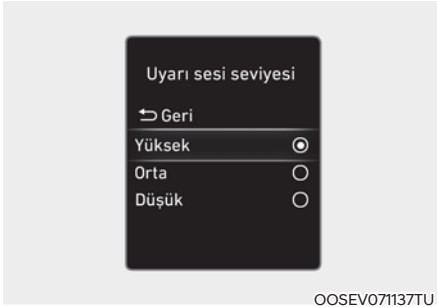 Uyarı sesi seviyesi
Geri
Yüksek
Orta
Düşük
OOSEV071137TU